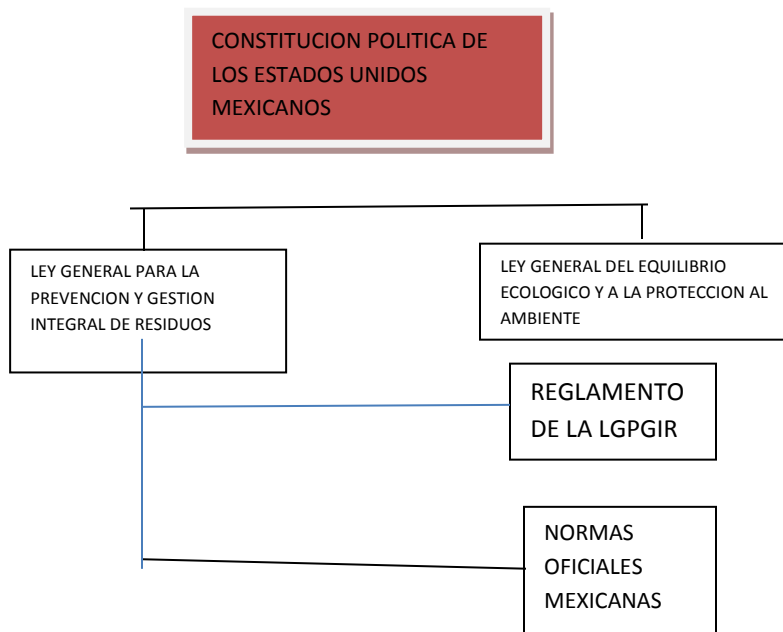 CONSTITUCION POLITICA DE
LOS ESTADOS UNIDOS
MEXICANOS
LEY GENERAL PARA LA
PREVENCION Y GESTION
INTEGRAL DE RESIDUOS
LEY GENERAL DEL EQUILIBRIO
ECOLOGICO Y A LA PROTECCION AL
AMBIENTE
REGLAMENTO
DE LA LGPGIR
NORMAS
OFICIALES
MEXICANAS